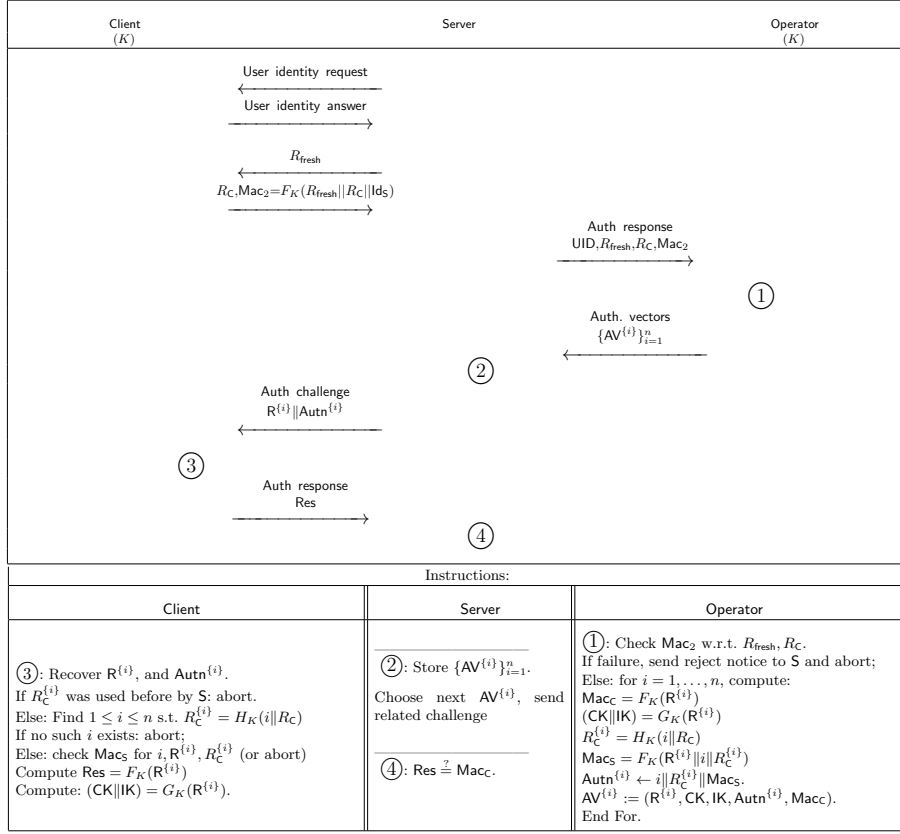 Client Server Operator
(K) (K)
User identity request
User identity answer
R_fresh
R_C,Mac_2=F_K(R_fresh||R_C||Id_S)
Auth response
UID,R_fresh,R_C,Mac_2
①
Auth. vectors
{AV^{i}}^n_{i=1}
②
Auth challenge
R^{i}‖Autn^{i}
③
Auth response
Res
④
Instructions:
Client Server Operator
③: Recover R^{i}, and Autn^{i}.
If R_C^{i} was used before by S: abort.
Else: Find 1 ≤ i ≤ n s.t. R_C^{i} = H_K(i‖R_C)
If no such i exists: abort;
Else: check Mac_S for i, R^{i}, R_C^{i} (or abort)
Compute Res = F_K(R^{i})
Compute: (CK‖IK) = G_K(R^{i}).
②: Store {AV^{i}}^n_{i=1}.
Choose next AV^{i}, send
related challenge
④: Res ≟ Mac_C.
①: Check Mac_2 w.r.t. R_fresh, R_C.
If failure, send reject notice to S and abort;
Else: for i = 1, . . . , n, compute:
Mac_C = F_K(R^{i})
(CK‖IK) = G_K(R^{i})
R_C^{i} = H_K(i‖R_C)
Mac_S = F_K(R^{i}‖i‖R_C^{i})
Autn^{i} ← i‖R_C^{i}‖Mac_S.
AV^{i} := (R^{i}, CK, IK, Autn^{i}, Mac_C).
End For.